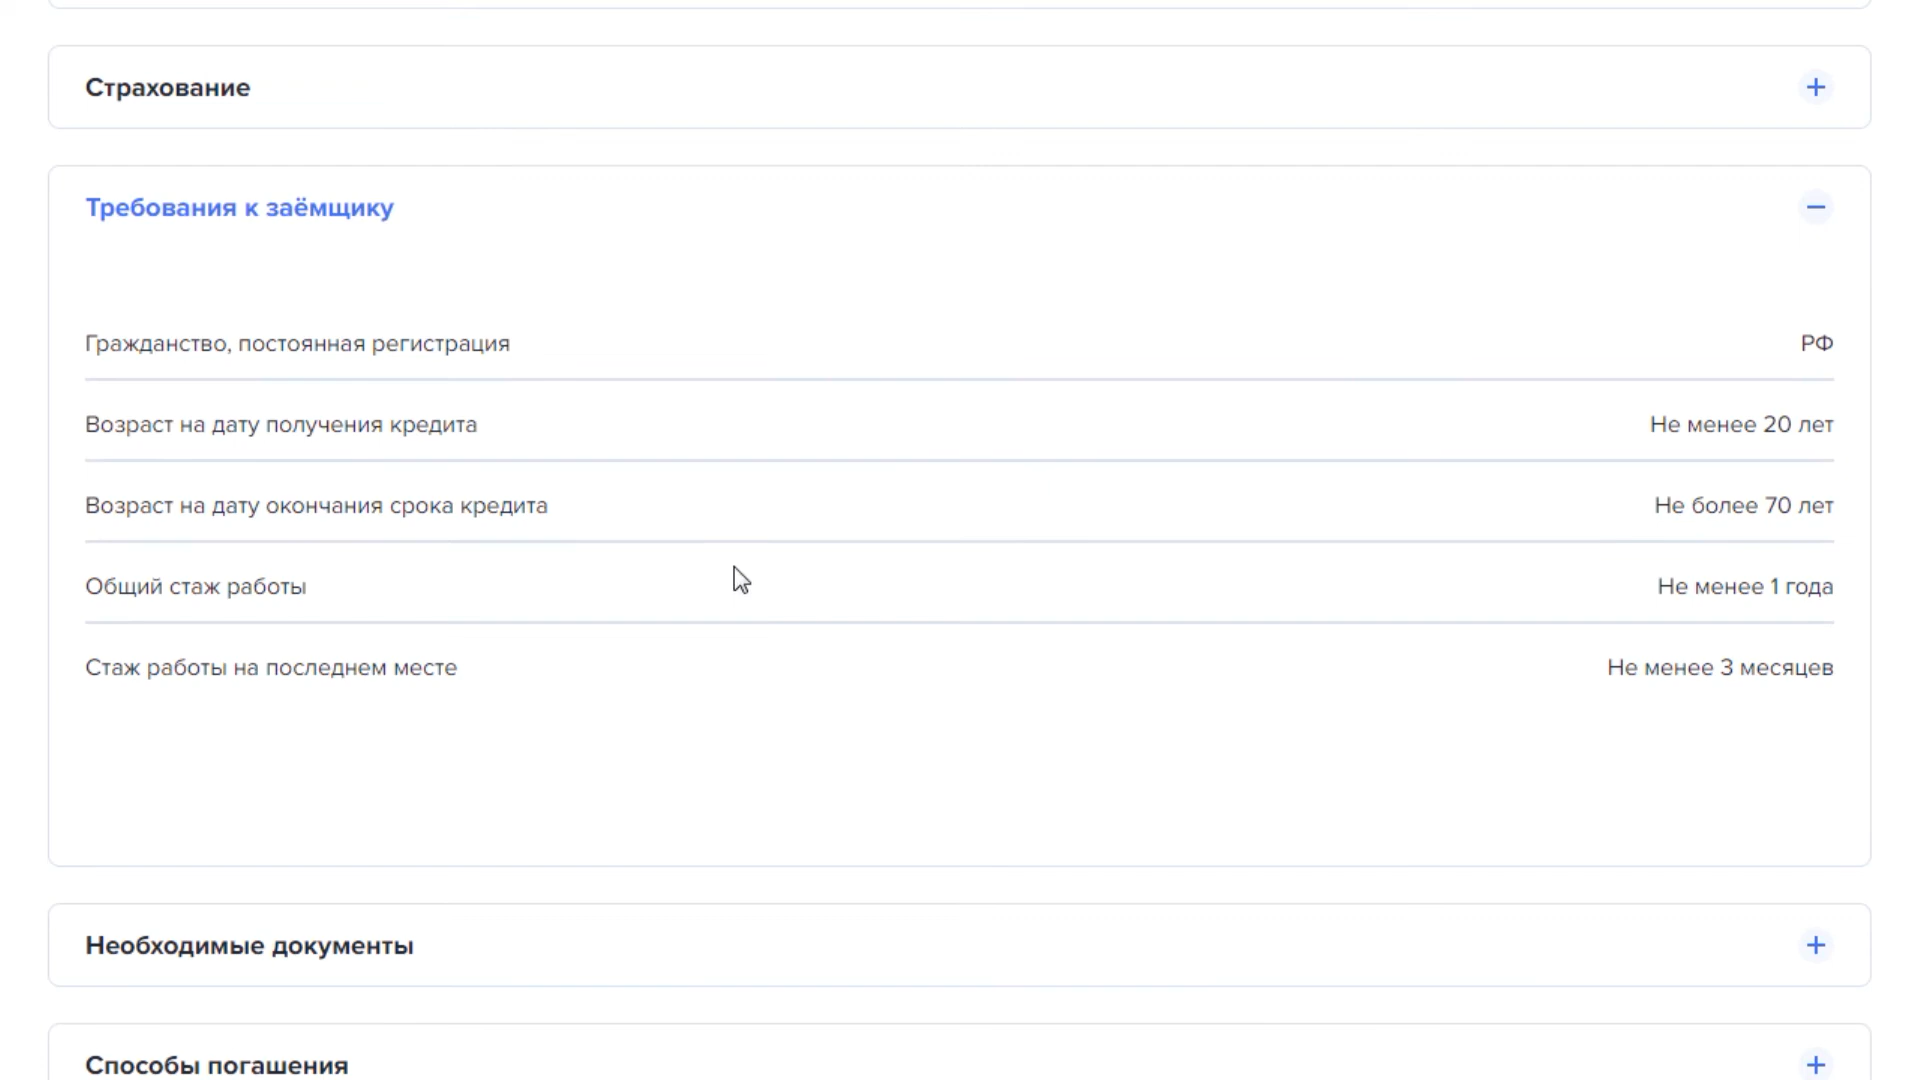 Страхование
Требования к заёмщику
Гражданство, постоянная регистрация РФ
Возраст на дату получения кредита Не менее 20 лет
Возраст на дату окончания срока кредита Не более 70 лет
Общий стаж работы Не менее 1 года
Стаж работы на последнем месте Не менее 3 месяцев
Необходимые документы
Способы погашения